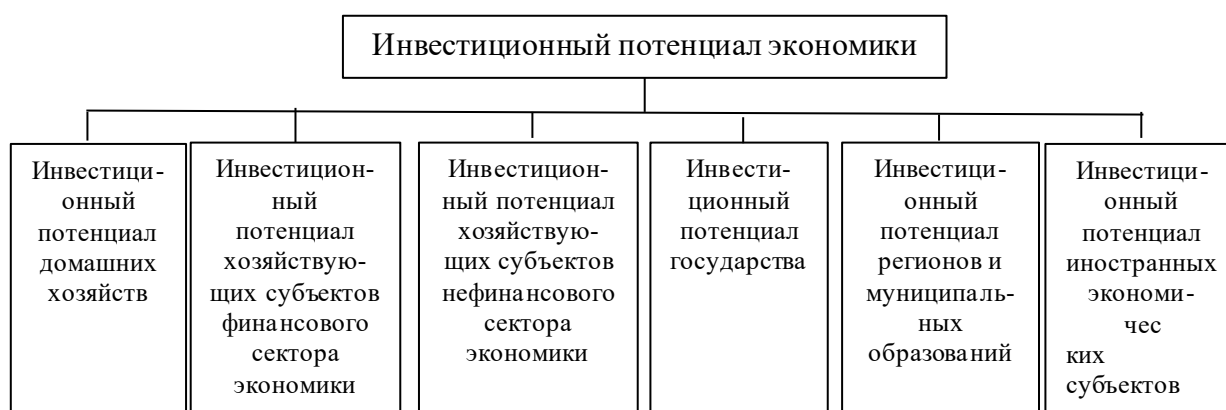 Инвестиционный потенциал экономики
Инвестици-
онный
потенциал
домашних
хозяйств
Инвестицион-
ный
потенциал
хозяйствую-
щих субъектов
финансового
сектора
экономики
Инвестицион-
ный потенциал
хозяйствую-
щих субъектов
нефинансового
сектора
экономики
Инвести-
ционный
потенциал
государства
Инвестици-
онный
потенциал
регионов и
муниципаль-
ных
образований
Инвестици-
онный
потенциал
иностранных
экономи-
чес
ких
субъектов